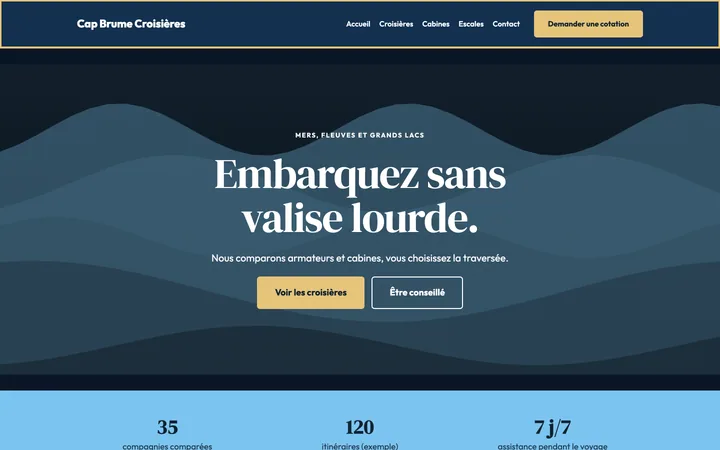 Cap Brume Croisières
Accueil Croisières Cabines Escales Contact Demander une cotation
MERS, FLEUVES ET GRANDS LACS
Embarquez sans
valise lourde.
Nous comparons armateurs et cabines, vous choisissez la traversée.
Voir les croisières Être conseillé
35 120 7 j/7
compagnies comparées itinéraires (exemple) assistance pendant le voyage